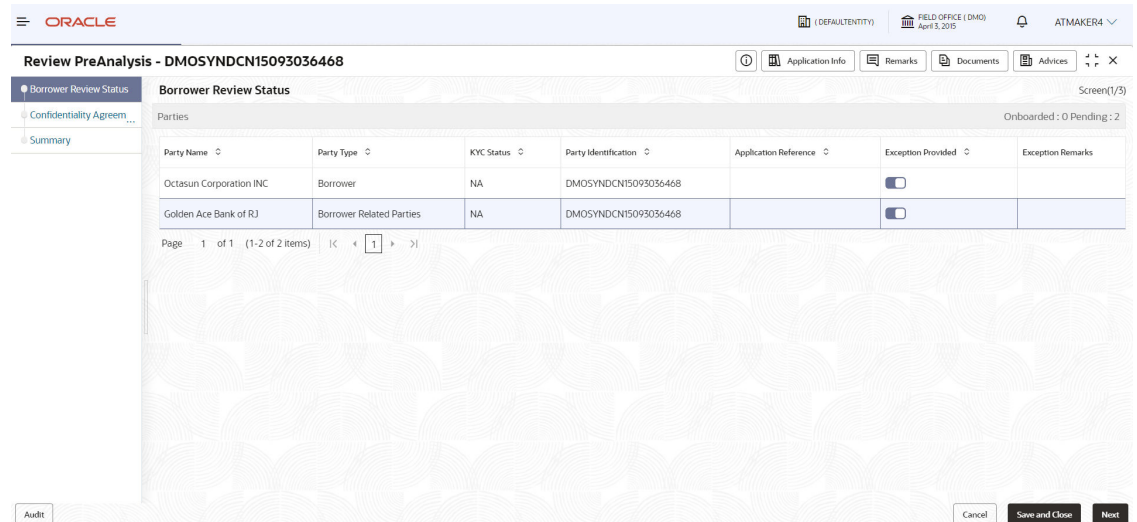 ORACLE
( DEFAULTENTITY)
FIELD OFFICE ( DMO)
April 3, 2015
ATMAKER4
Review PreAnalysis - DMOSYNDCN15093036468
Application Info
Remarks
Documents
Advices
Borrower Review Status
Confidentiality Agreem...
Summary
Borrower Review Status
Screen(1/3)
Parties
Onboarded : 0 Pending : 2
Party Name Party Type KYC Status Party Identification Application Reference Exception Provided Exception Remarks
Octasun Corporation INC Borrower NA DMOSYNDCN15093036468
Golden Ace Bank of RJ Borrower Related Parties NA DMOSYNDCN15093036468
Page 1 of 1 (1-2 of 2 items) 1
Audit
Cancel
Save and Close
Next